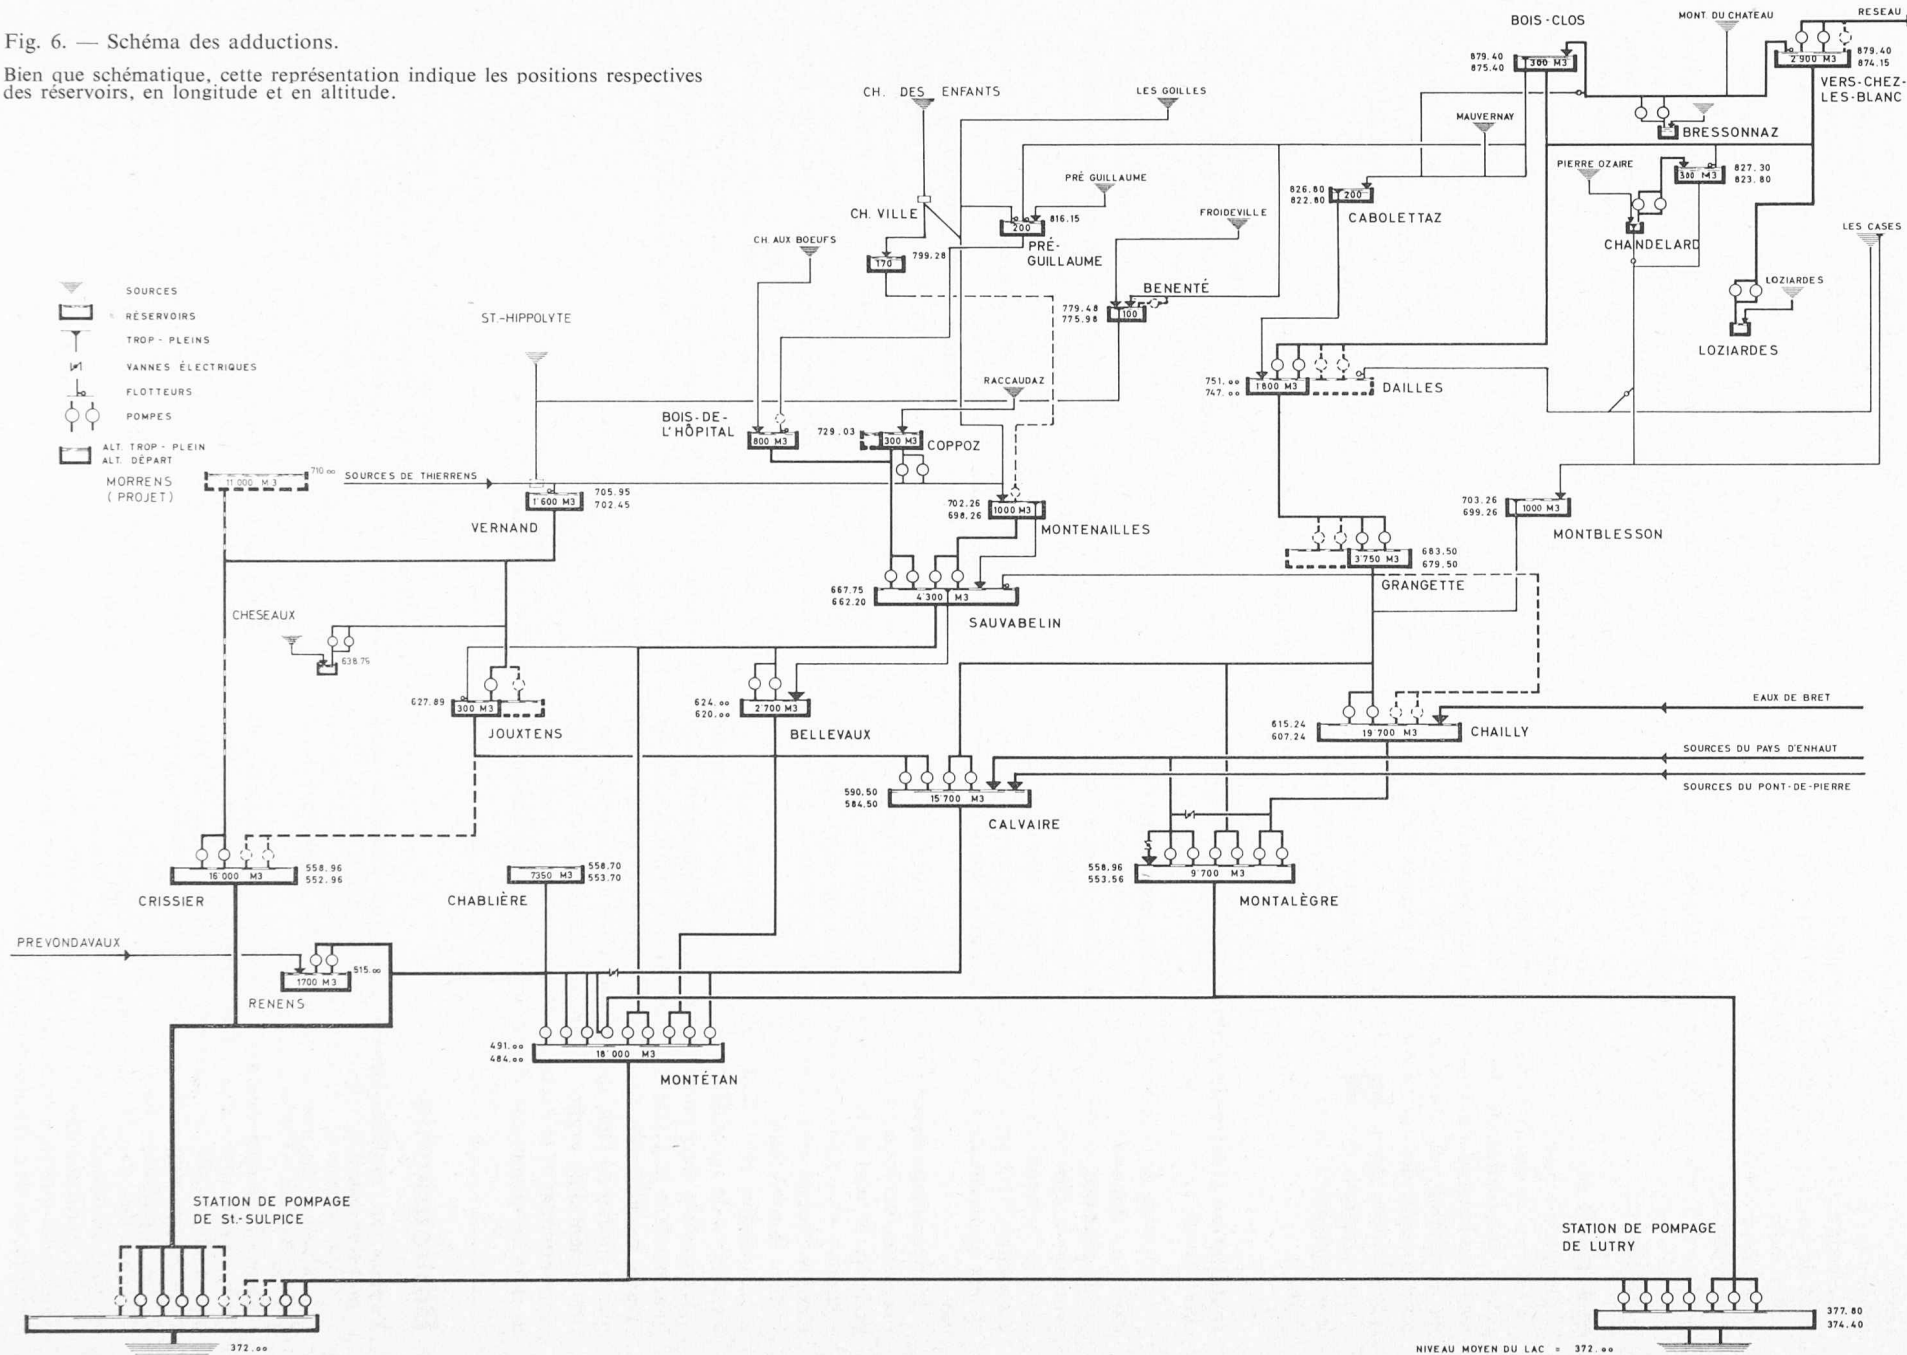 Fig. 6. — Schéma des adductions.
Bien que schématique, cette représentation indique les positions respectives
des réservoirs, en longitude et en altitude.
BOIS-CLOS
MONT. DU CHATEAU
RESEAU
879.40
875.40
300 M3
2'900 M3
879.40
874.15
VERS-CHEZ-
LES-BLANC
CH. DES ENFANTS
LES GOILLES
MAUVERNAY
BRESSONNAZ
PIERRE OZAIRE
300 M3
827.30
823.80
PRÉ GUILLAUME
826.80
822.80
200
CABOLETTAZ
CH. VILLE
816.15
200
FROIDEVILLE
CHANDELARD
LES CASES
CH. AUX BOEUFS
170
799.28
PRÉ-
GUILLAUME
BENENTÉ
LOZIARDES
779.48
775.98
100
LOZIARDES
SOURCES
RÉSERVOIRS
TROP - PLEINS
VANNES ÉLECTRIQUES
FLOTTEURS
POMPES
ALT. TROP - PLEIN
ALT. DÉPART
ST.-HIPPOLYTE
RACCAUDAZ
751.00
747.00
1'800 M3
DAILLES
BOIS-DE-
L'HÔPITAL
800 M3
729.03
300 M3
COPPOZ
MORRENS
( PROJET)
11'000 M3
710.00
SOURCES DE THIERRENS
1'600 M3
705.95
702.45
VERNAND
702.26
698.26
1000 M3
MONTENAILLES
703.26
699.26
1000 M3
MONTBLESSON
3'750 M3
683.50
679.50
GRANGETTE
667.75
662.20
4'300 M3
SAUVABELIN
CHESEAUX
638.75
627.89
300 M3
JOUXTENS
624.00
620.00
2'700 M3
BELLEVAUX
EAUX DE BRET
615.24
607.24
19'700 M3
CHAILLY
SOURCES DU PAYS D'ENHAUT
SOURCES DU PONT-DE-PIERRE
590.50
584.50
15'700 M3
CALVAIRE
16'000 M3
558.96
552.96
CRISSIER
7350 M3
558.70
553.70
CHABLIÈRE
558.96
553.56
9'700 M3
MONTALÈGRE
PREVONDAVAUX
1700 M3
515.00
RENENS
491.00
484.00
18'000 M3
MONTÉTAN
STATION DE POMPAGE
DE St.-SULPICE
STATION DE POMPAGE
DE LUTRY
372.00
377.80
374.40
NIVEAU MOYEN DU LAC = 372.00